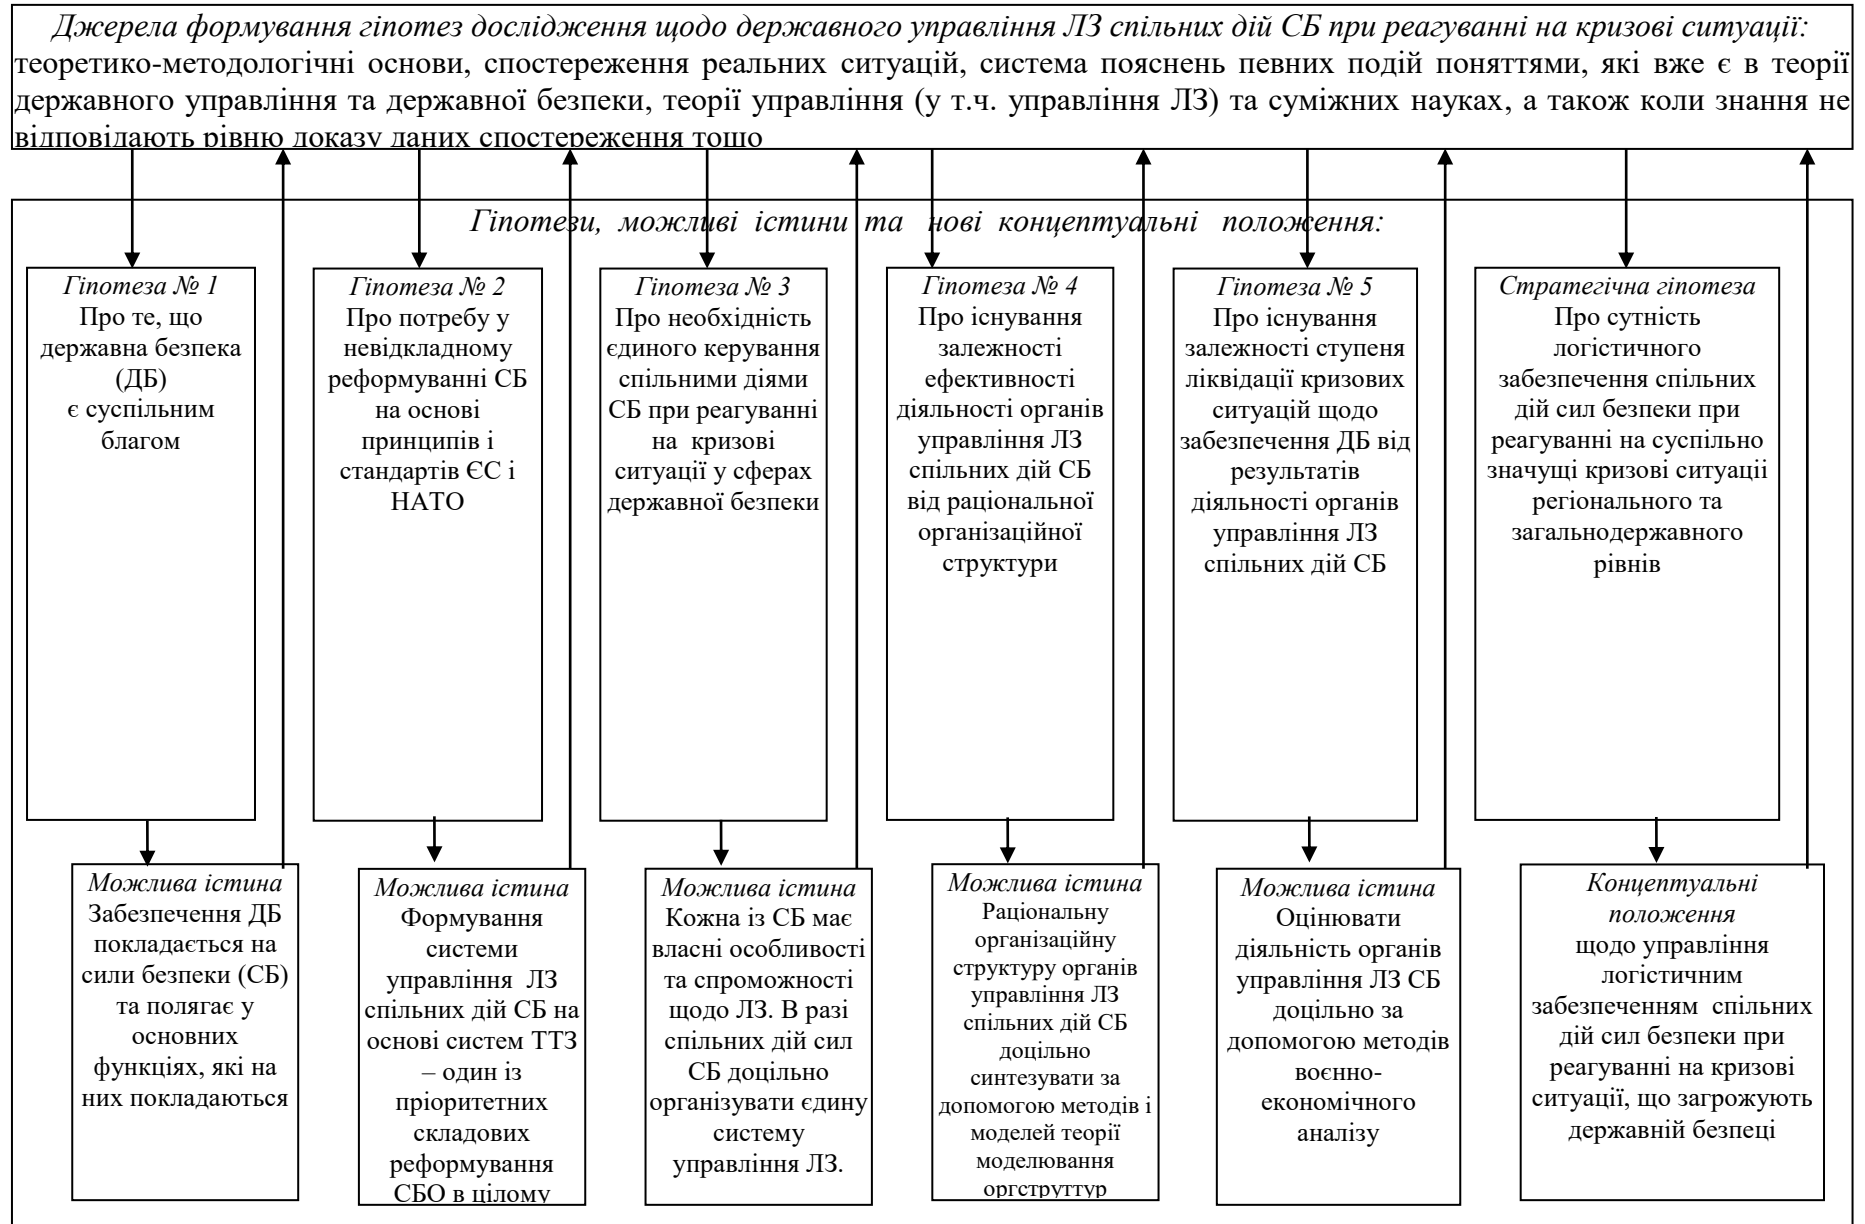 Джерела формування гіпотез дослідження щодо державного управління ЛЗ спільних дій СБ при реагуванні на кризові ситуації:
теоретико-методологічні основи, спостереження реальних ситуацій, система пояснень певних подій поняттями, які вже є в теорії
державного управління та державної безпеки, теорії управління (у т.ч. управління ЛЗ) та суміжних науках, а також коли знання не
відповідають рівню доказу даних спостереження тощо
Гіпотези, можливі істини та нові концептуальні положення:
Гіпотеза № 1
Про те, що
державна безпека
(ДБ)
є суспільним
благом
Гіпотеза № 2
Про потребу у
невідкладному
реформуванні СБ
на основі
принципів і
стандартів ЄС і
НАТО
Гіпотеза № 3
Про необхідність
єдиного керування
спільними діями
СБ при реагуванні
на кризові
ситуації у сферах
державної безпеки
Гіпотеза № 4
Про існування
залежності
ефективності
діяльності органів
управління ЛЗ
спільних дій СБ
від раціональної
організаційної
структури
Гіпотеза № 5
Про існування
залежності ступеня
ліквідації кризових
ситуацій щодо
забезпечення ДБ від
результатів
діяльності органів
управління ЛЗ
спільних дій СБ
Стратегічна гіпотеза
Про сутність
логістичного
забезпечення спільних
дій сил безпеки при
реагуванні на суспільно
значущі кризові ситуаціі
регіонального та
загальнодержавного
рівнів
Можлива істина
Забезпечення ДБ
покладається на
сили безпеки (СБ)
та полягає у
основних
функціях, які на
них покладаються
Можлива істина
Формування
системи
управління ЛЗ
спільних дій СБ на
основі систем ТТЗ
– один із
пріоритетних
складових
реформування
СБО в цілому
Можлива істина
Кожна із СБ має
власні особливості
та спроможності
щодо ЛЗ. В разі
спільних дій сил
СБ доцільно
організувати єдину
систему
управління ЛЗ.
Можлива істина
Раціональну
організаційну
структуру органів
управління ЛЗ
спільних дій СБ
доцільно
синтезувати за
допомогою методів і
моделей теорії
моделювання
оргструттур
Можлива істина
Оцінювати
діяльність органів
управління ЛЗ СБ
доцільно за
допомогою методів
воєнно-
економічного
аналізу
Концептуальні
положення
щодо управління
логістичним
забезпеченням спільних
дій сил безпеки при
реагуванні на кризові
ситуації, що загрожують
державній безпеці